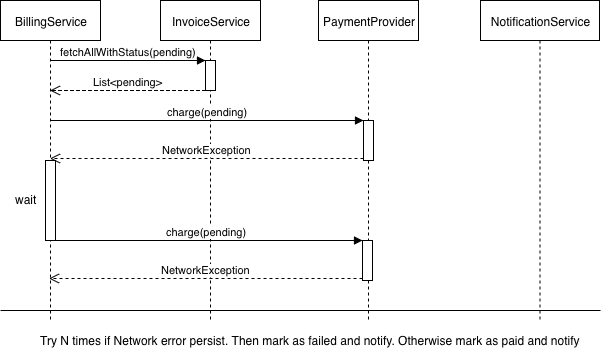 BillingService
InvoiceService
PaymentProvider
NotificationService
fetchAllWithStatus(pending)
List<pending>
charge(pending)
NetworkException
wait
charge(pending)
NetworkException
Try N times if Network error persist. Then mark as failed and notify. Otherwise mark as paid and notify